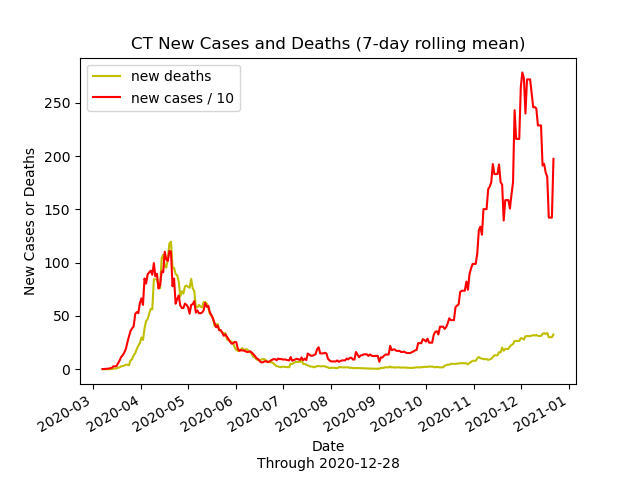 CT New Cases and Deaths (7-day rolling mean)
new deaths
new cases / 10
New Cases or Deaths
250
200
150
100
50
0
2020-03
2020-04
2020-05
2020-06
2020-07
2020-08
2020-09
2020-10
2020-11
2020-12
2021-01
Date
Through 2020-12-28